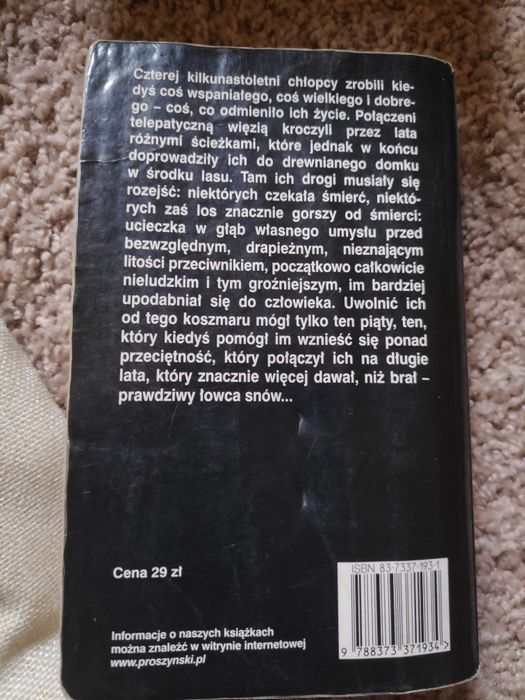 Czterej kilkunastoletni chłopcy zrobili kie-
dyś coś wspaniałego, coś wielkiego i dobre-
go – coś, co odmieniło ich życie. Połączeni
telepatyczną więzią kroczyli przez lata
różnymi ścieżkami, które jednak w końcu
doprowadziły ich do drewnianego domku
w środku lasu. Tam ich drogi musiały się
rozejść: niektórych czekała śmierć, niektó-
rych zaś los znacznie gorszy od śmierci:
ucieczka w głąb własnego umysłu przed
bezwzględnym, drapieżnym, nieznającym
litości przeciwnikiem, początkowo całkowicie
nieludzkim i tym groźniejszym, im bardziej
upodabniał się do człowieka. Uwolnić ich
od tego koszmaru mógł tylko ten piąty, ten,
który kiedyś pomógł im wznieść się ponad
przeciętność, który połączył ich na długie
lata, który znacznie więcej dawał, niż brał –
prawdziwy łowca snów...
Cena 29 zł
ISBN 83-7337-193-1
9 788373 371934 >
Informacje o naszych książkach
można znaleźć w witrynie internetowej
www.proszynski.pl